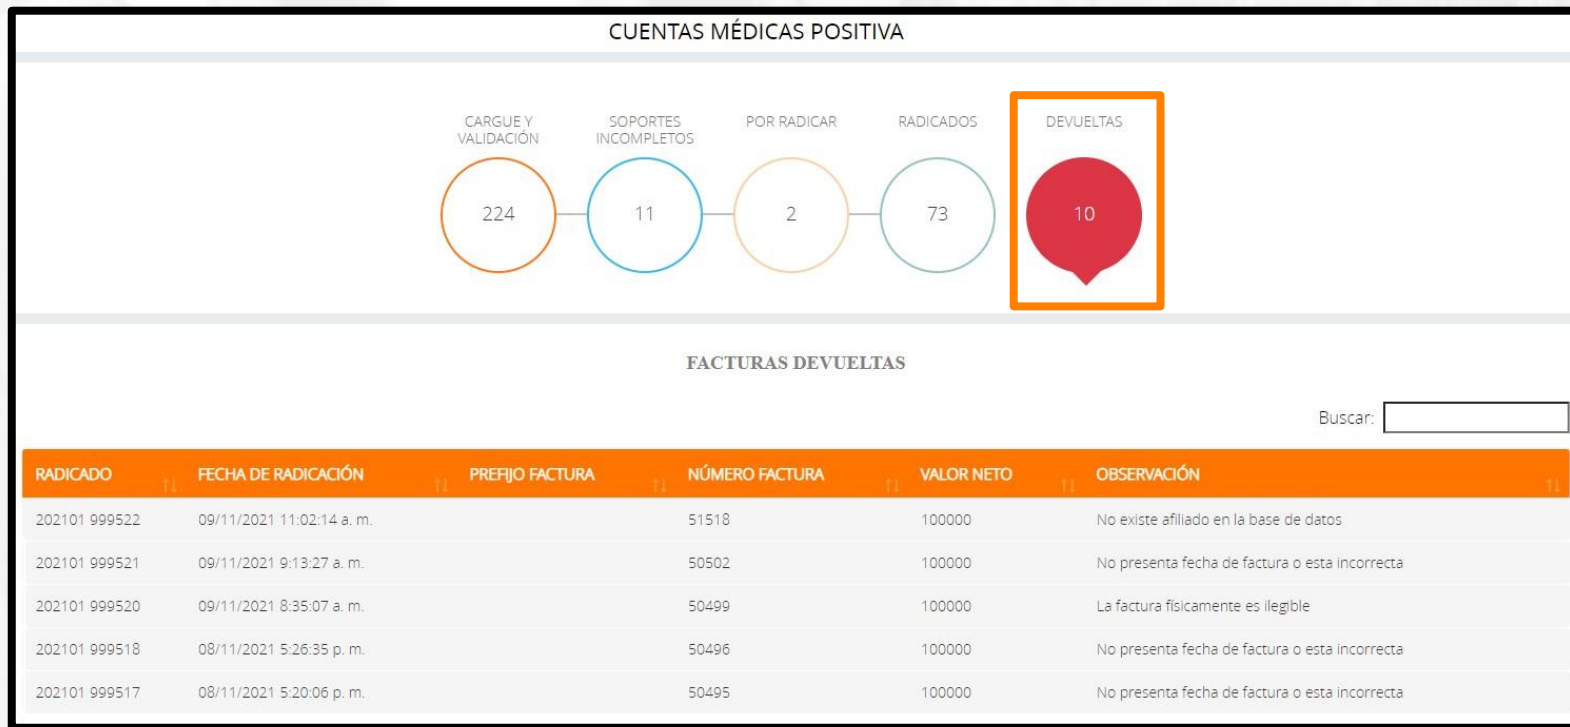 CUENTAS MÉDICAS POSITIVA
CARGUE Y VALIDACIÓN
SOPORTES INCOMPLETOS
POR RADICAR
RADICADOS
DEVUELTAS
224
11
2
73
10
FACTURAS DEVUELTAS
Buscar:
RADICADO FECHA DE RADICACIÓN PREFIJO FACTURA NÚMERO FACTURA VALOR NETO OBSERVACIÓN
202101 999522 09/11/2021 11:02:14 a. m. 51518 100000 No existe afiliado en la base de datos
202101 999521 09/11/2021 9:13:27 a. m. 50502 100000 No presenta fecha de factura o esta incorrecta
202101 999520 09/11/2021 8:35:07 a. m. 50499 100000 La factura físicamente es ilegible
202101 999518 08/11/2021 5:26:35 p. m. 50496 100000 No presenta fecha de factura o esta incorrecta
202101 999517 08/11/2021 5:20:06 p. m. 50495 100000 No presenta fecha de factura o esta incorrecta